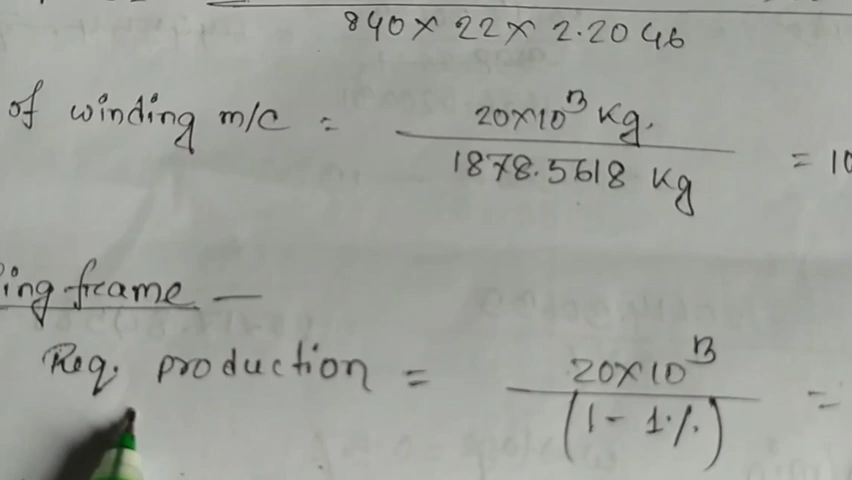 840 × 22 × 2.2046
of winding m/c = 20×10³ Kg. / 1878.5618 Kg = 10
ing frame —
Req. production = 20×10³ / (1 - 1%) =